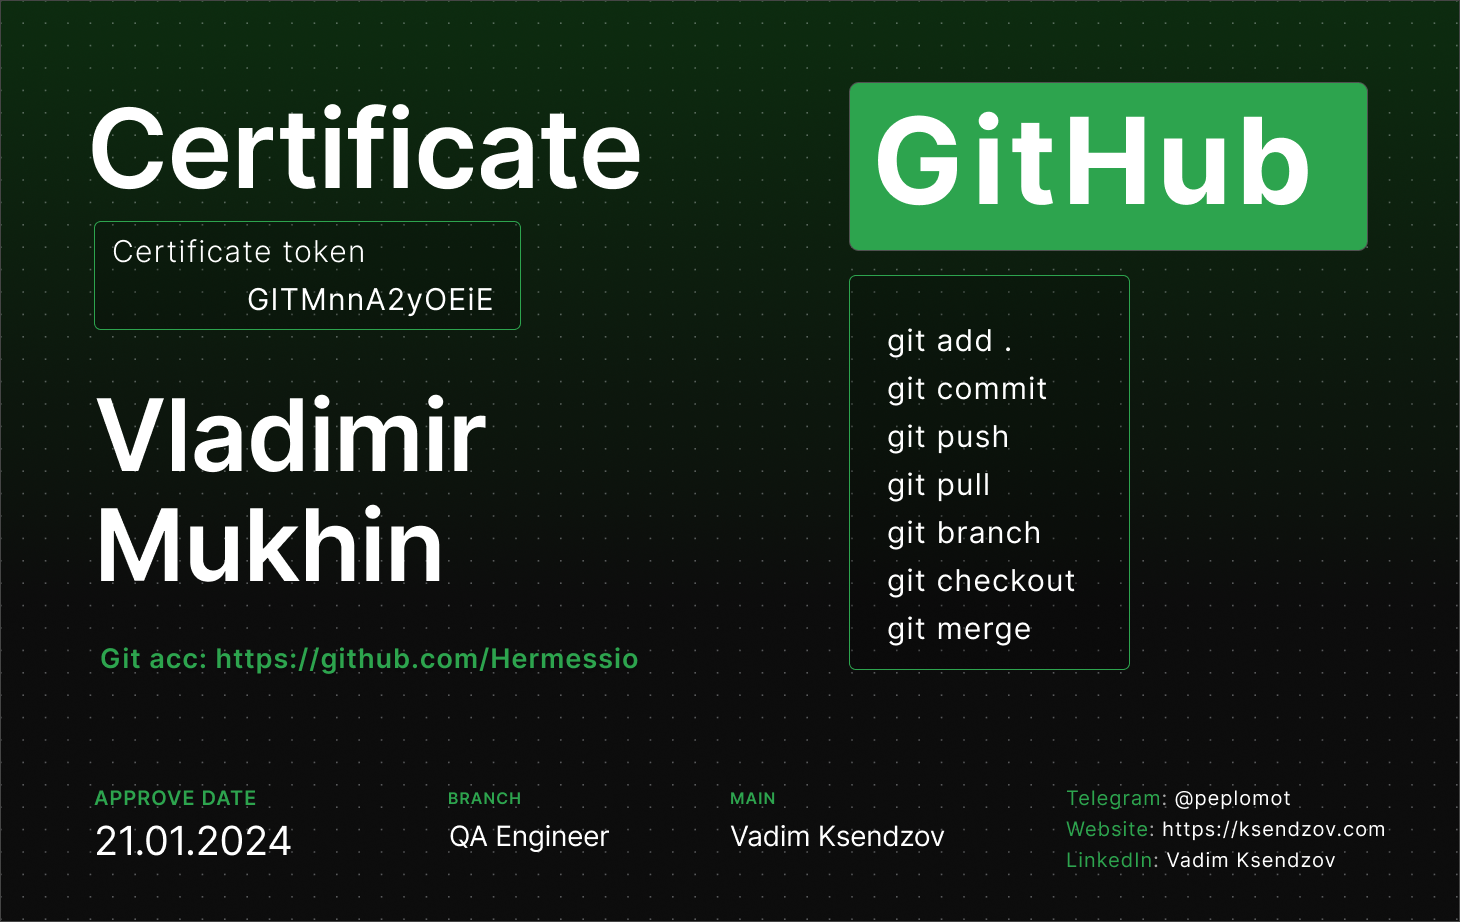 Certificate
GitHub
Certificate token
GITMnnA2yOEiE
Vladimir
Mukhin
Git acc: https://github.com/Hermessio
git add .
git commit
git push
git pull
git branch
git checkout
git merge
APPROVE DATE
21.01.2024
BRANCH
QA Engineer
MAIN
Vadim Ksendzov
Telegram: @peplomot
Website: https://ksendzov.com
LinkedIn: Vadim Ksendzov